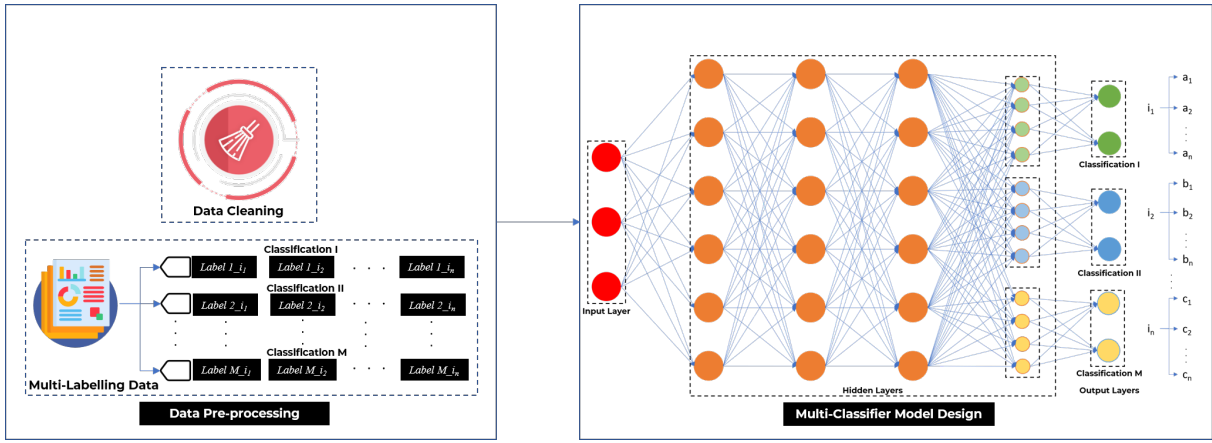 Data Cleaning
Classification I
Label 1_i₁ Label 1_i₂ . . . . Label 1_iₙ
Classification II
Label 2_i₁ Label 2_i₂ . . . . Label 2_iₙ
Classification M
Label M_i₁ Label M_i₂ . . . . Label M_iₙ
Multi-Labelling Data
Data Pre-processing
Input Layer
Hidden Layers
Classification I
Classification II
Classification M
Output Layers
i₁
a₁
a₂
aₙ
i₂
b₁
b₂
bₙ
iₙ
c₁
c₂
cₙ
Multi-Classifier Model Design